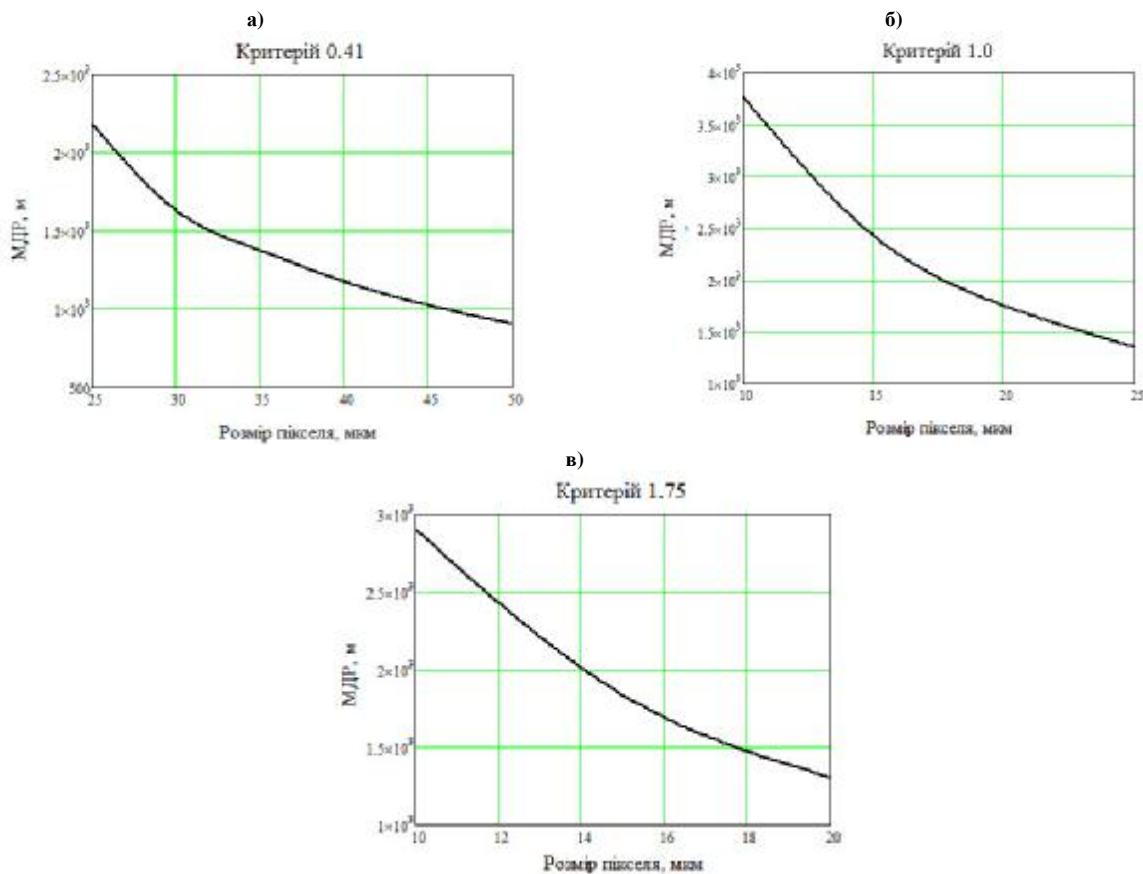 а)
Критерій 0.41
2.5×10³
2×10³
1.5×10³
1×10³
500
МДР, м
25 30 35 40 45 50
Розмір пікселя, мкм
б)
Критерій 1.0
4×10³
3.5×10³
3×10³
2.5×10³
2×10³
1.5×10³
1×10³
МДР, м
10 15 20 25
Розмір пікселя, мкм
в)
Критерій 1.75
3×10³
2.5×10³
2×10³
1.5×10³
1×10³
МДР, м
10 12 14 16 18 20
Розмір пікселя, мкм